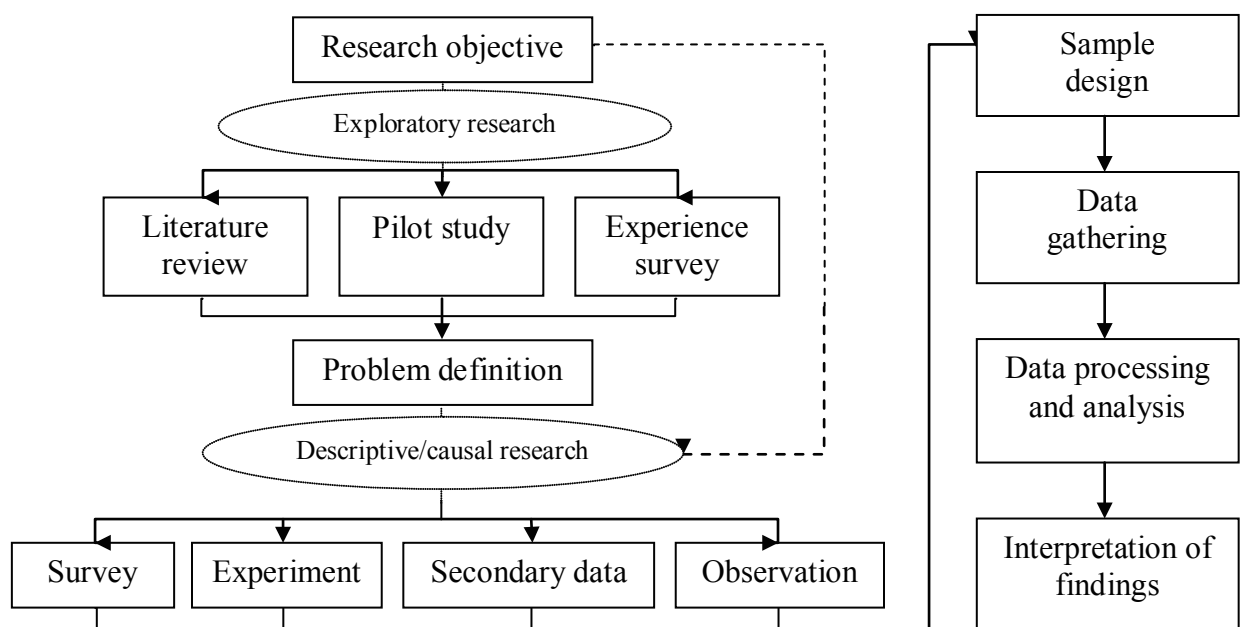 Research objective
Exploratory research
Literature
review
Pilot study
Experience
survey
Problem definition
Descriptive/causal research
Survey
Experiment
Secondary data
Observation
Sample
design
Data
gathering
Data processing
and analysis
Interpretation of
findings